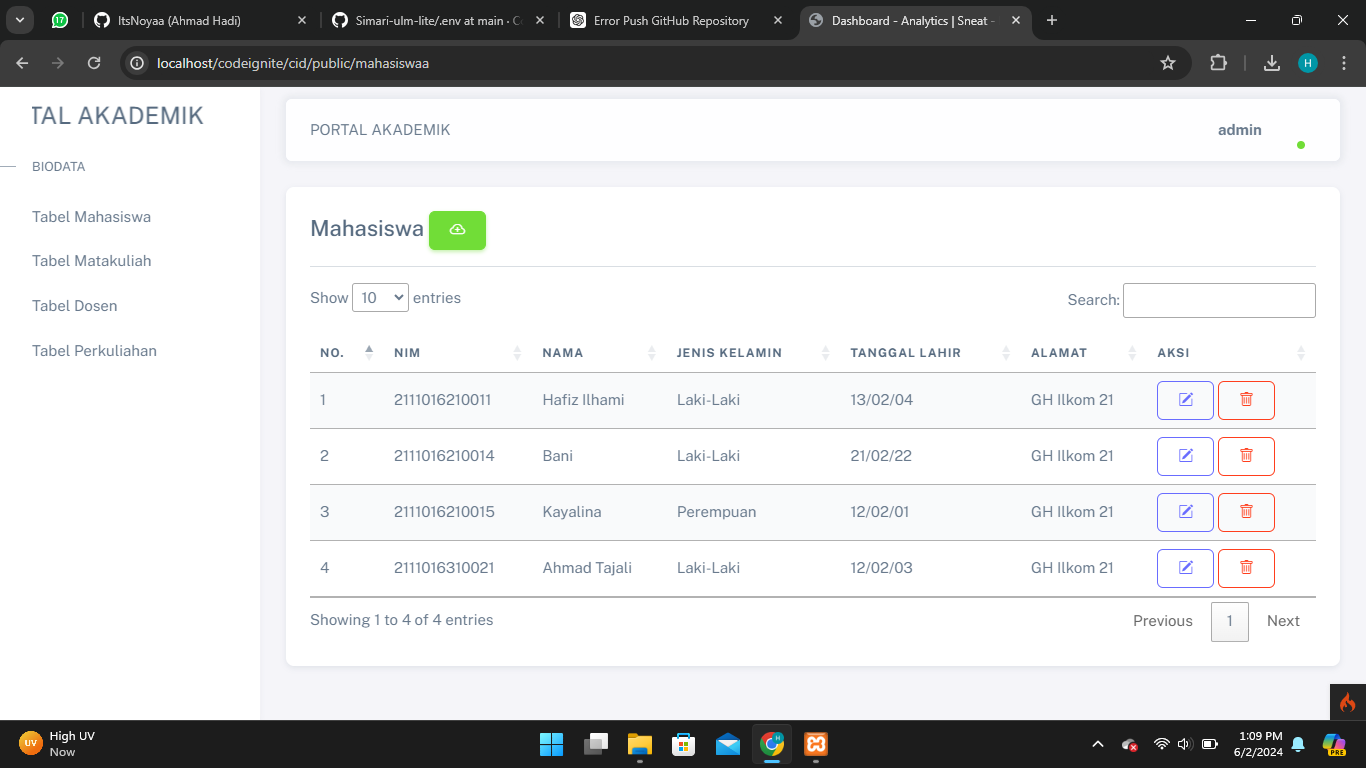 17
ItsNoyaa (Ahmad Hadi)
Simari-ulm-lite/.env at main · C
Error Push GitHub Repository
Dashboard - Analytics | Sneat -
localhost/codeignite/cid/public/mahasiswaa
H
TAL AKADEMIK
BIODATA
Tabel Mahasiswa
Tabel Matakuliah
Tabel Dosen
Tabel Perkuliahan
PORTAL AKADEMIK admin
Mahasiswa
Show 10 entries Search:
NO. NIM NAMA JENIS KELAMIN TANGGAL LAHIR ALAMAT AKSI
1 2111016210011 Hafiz Ilhami Laki-Laki 13/02/04 GH Ilkom 21
2 2111016210014 Bani Laki-Laki 21/02/22 GH Ilkom 21
3 2111016210015 Kayalina Perempuan 12/02/01 GH Ilkom 21
4 2111016310021 Ahmad Tajali Laki-Laki 12/02/03 GH Ilkom 21
Showing 1 to 4 of 4 entries Previous 1 Next
UV High UV
Now
H
PRE
1:09 PM
6/2/2024